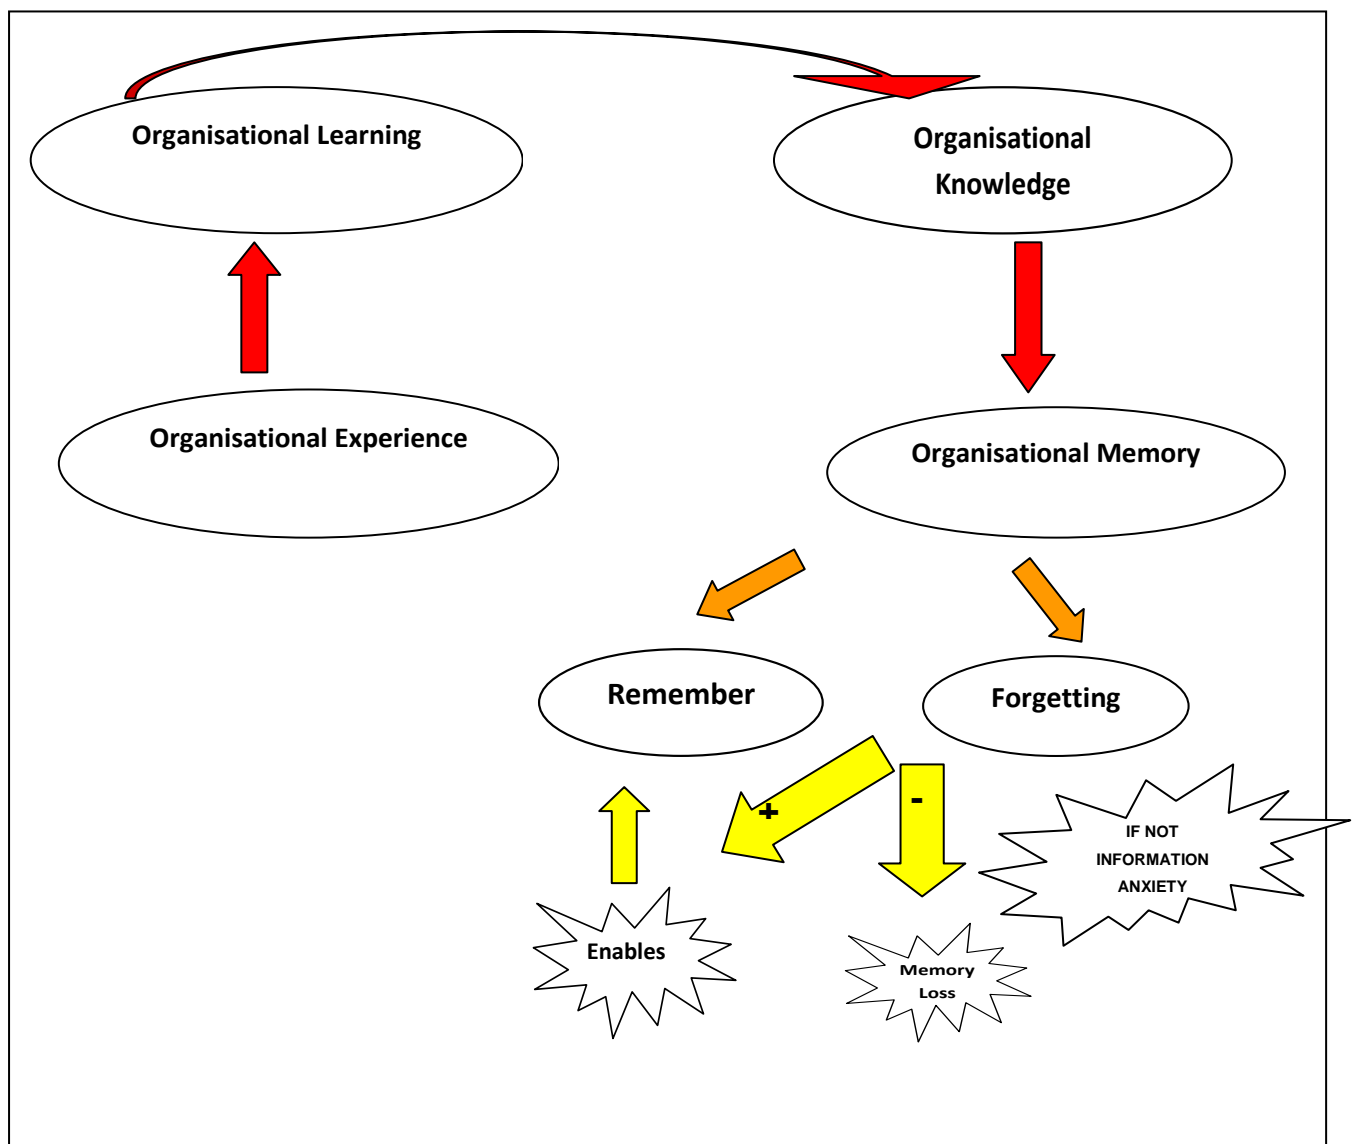 Organisational Learning
Organisational
Knowledge
Organisational Experience
Organisational Memory
Remember
Forgetting
+
-
IF NOT
INFORMATION
ANXIETY
Enables
Memory
Loss